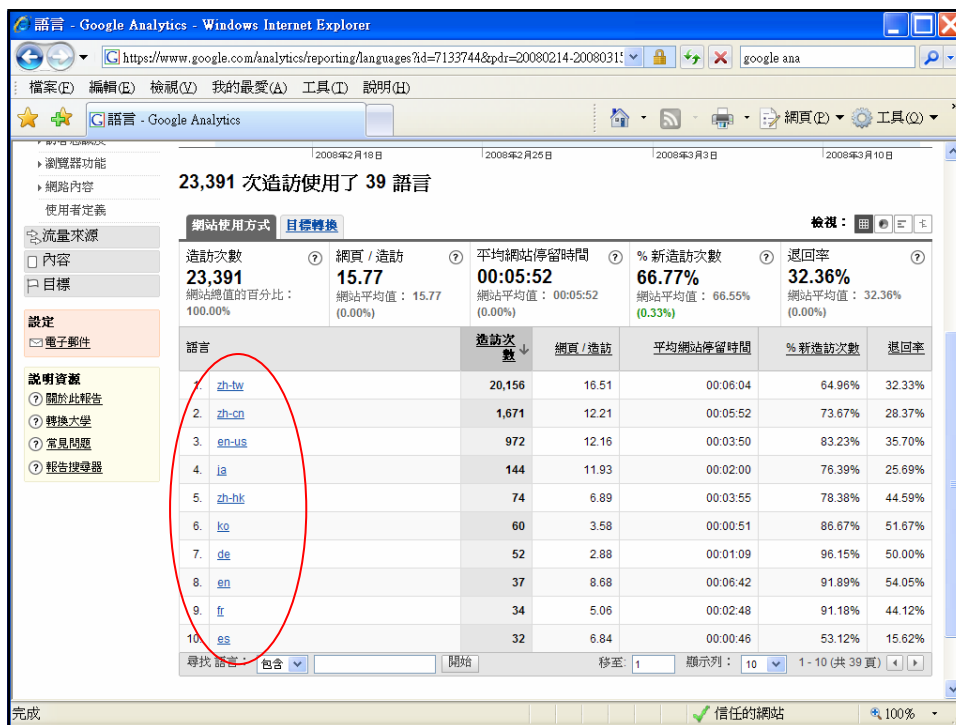 語言 - Google Analytics - Windows Internet Explorer
https://www.google.com/analytics/reporting/languages?id=7133744&pdr=20080214-20080315
google ana
檔案(F) 編輯(E) 檢視(V) 我的最愛(A) 工具(T) 說明(H)
語言 - Google Analytics
網頁(P) 工具(O)
2008年2月18日 2008年2月25日 2008年3月3日 2008年3月10日
瀏覽器功能
網路內容
使用者定義
流量來源
內容
目標
設定
電子郵件
說明資源
關於此報告
轉換大學
常見問題
報告搜尋器
23,391 次造訪使用了 39 語言
網站使用方式 目標轉換 檢視：
造訪次數 網頁 / 造訪 平均網站停留時間 % 新造訪次數 退回率
23,391 15.77 00:05:52 66.77% 32.36%
網站總值的百分比： 網站平均值： 15.77 網站平均值： 00:05:52 網站平均值： 66.55% 網站平均值： 32.36%
100.00% (0.00%) (0.00%) (0.33%) (0.00%)
語言 造訪次數 網頁 / 造訪 平均網站停留時間 % 新造訪次數 退回率
1. zh-tw 20,156 16.51 00:06:04 64.96% 32.33%
2. zh-cn 1,671 12.21 00:05:52 73.67% 28.37%
3. en-us 972 12.16 00:03:50 83.23% 35.70%
4. ja 144 11.93 00:02:00 76.39% 25.69%
5. zh-hk 74 6.89 00:03:55 78.38% 44.59%
6. ko 60 3.58 00:00:51 86.67% 51.67%
7. de 52 2.88 00:01:09 96.15% 50.00%
8. en 37 8.68 00:06:42 91.89% 54.05%
9. fr 34 5.06 00:02:48 91.18% 44.12%
10. es 32 6.84 00:00:46 53.12% 15.62%
尋找 語言： 包含 開始 移至: 1 顯示列： 10 1 - 10 (共 39 頁)
完成 信任的網站 100%